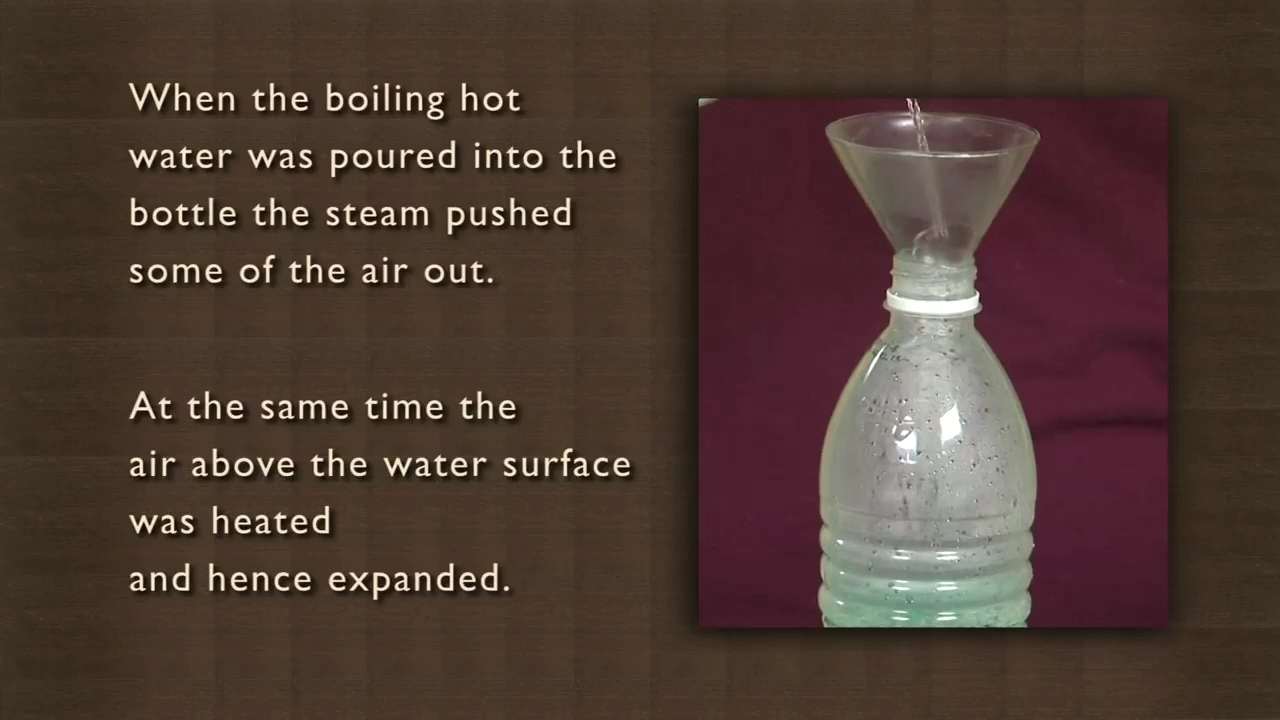 When the boiling hot
water was poured into the
bottle the steam pushed
some of the air out.
At the same time the
air above the water surface
was heated
and hence expanded.